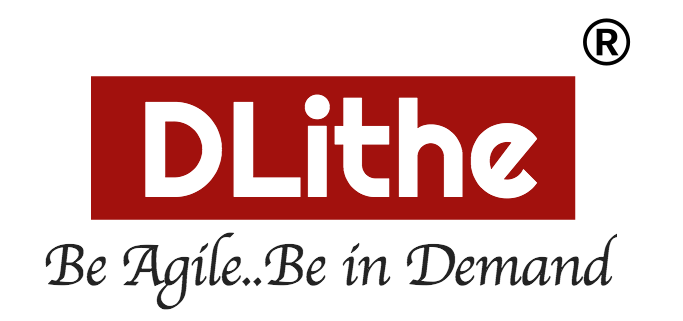 ®
DLithe
Be Agile..Be in Demand